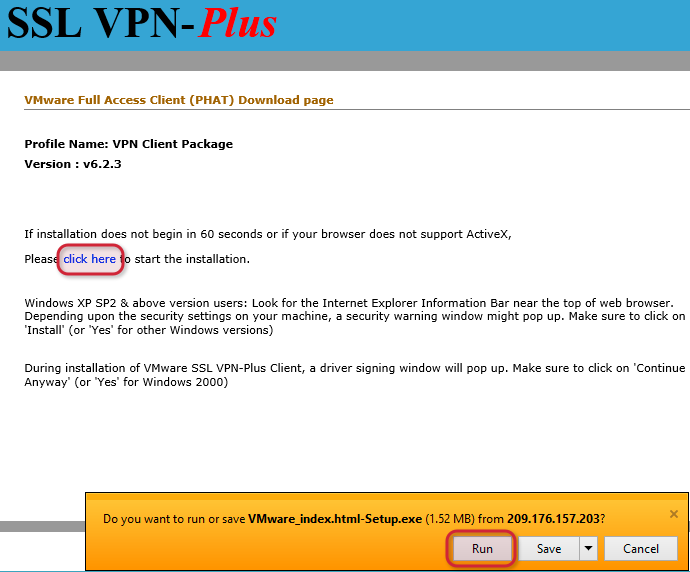 SSL VPN-Plus
VMware Full Access Client (PHAT) Download page
Profile Name: VPN Client Package
Version : v6.2.3
If installation does not begin in 60 seconds or if your browser does not support ActiveX,
Please click here to start the installation.
Windows XP SP2 & above version users: Look for the Internet Explorer Information Bar near the top of web browser.
Depending upon the security settings on your machine, a security warning window might pop up. Make sure to click on
'Install' (or 'Yes' for other Windows versions)
During installation of VMware SSL VPN-Plus Client, a driver signing window will pop up. Make sure to click on 'Continue
Anyway' (or 'Yes' for Windows 2000)
Do you want to run or save VMware_index.html-Setup.exe (1.52 MB) from 209.176.157.203?
Run Save Cancel